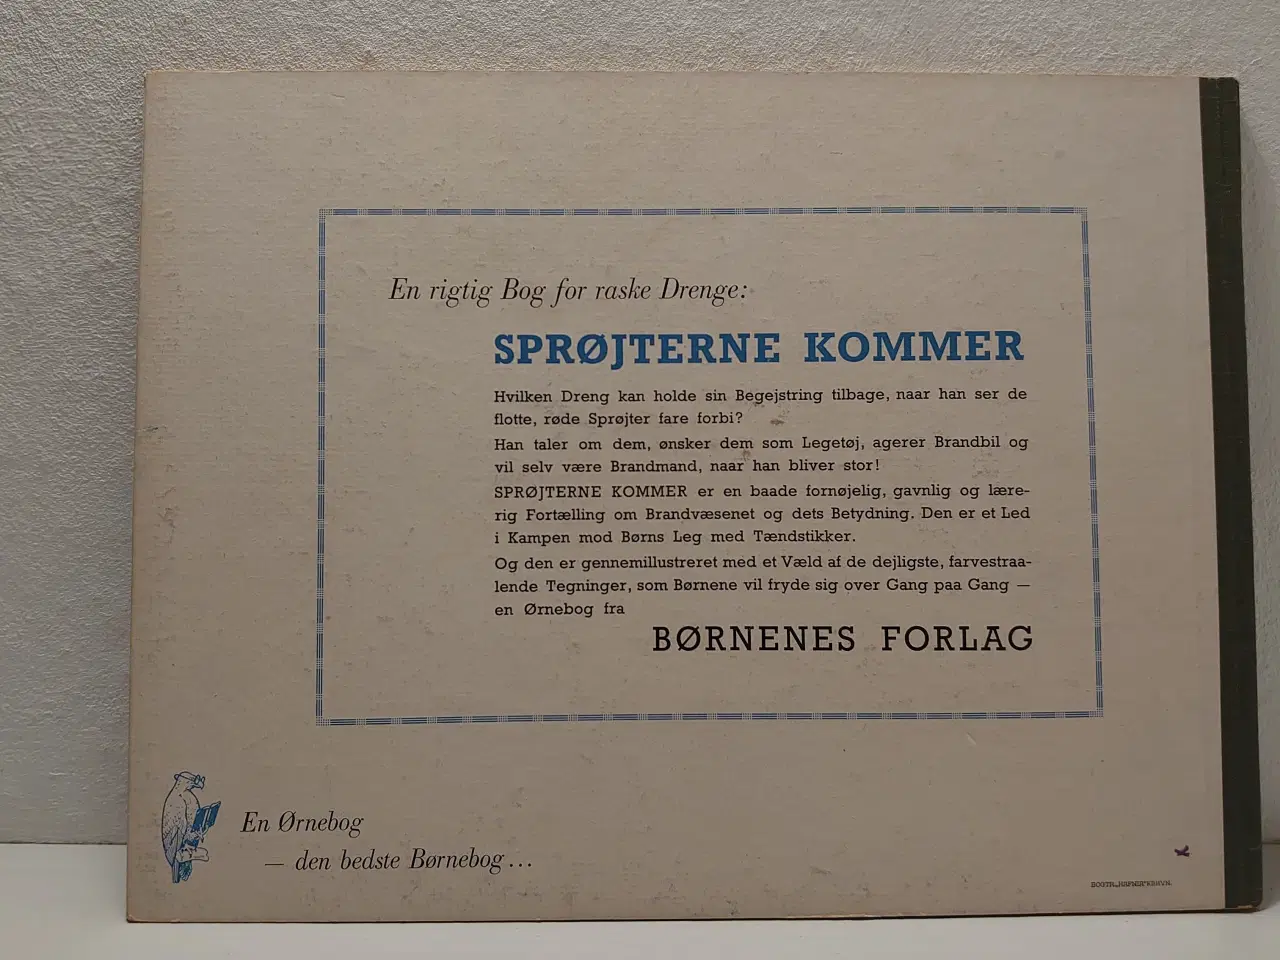 En rigtig Bog for raske Drenge:
SPRØJTERNE KOMMER
Hvilken Dreng kan holde sin Begejstring tilbage, naar han ser de
flotte, røde Sprøjter fare forbi?
Han taler om dem, ønsker dem som Legetøj, agerer Brandbil og
vil selv være Brandmand, naar han bliver stor!
SPRØJTERNE KOMMER er en baade fornøjelig, gavnlig og lære-
rig Fortælling om Brandvæsenet og dets Betydning. Den er et Led
i Kampen mod Børns Leg med Tændstikker.
Og den er gennemillustreret med et Væld af de dejligste, farvestraa-
lende Tegninger, som Børnene vil fryde sig over Gang paa Gang —
en Ørnebog fra
BØRNENES FORLAG
En Ørnebog
— den bedste Børnebog...